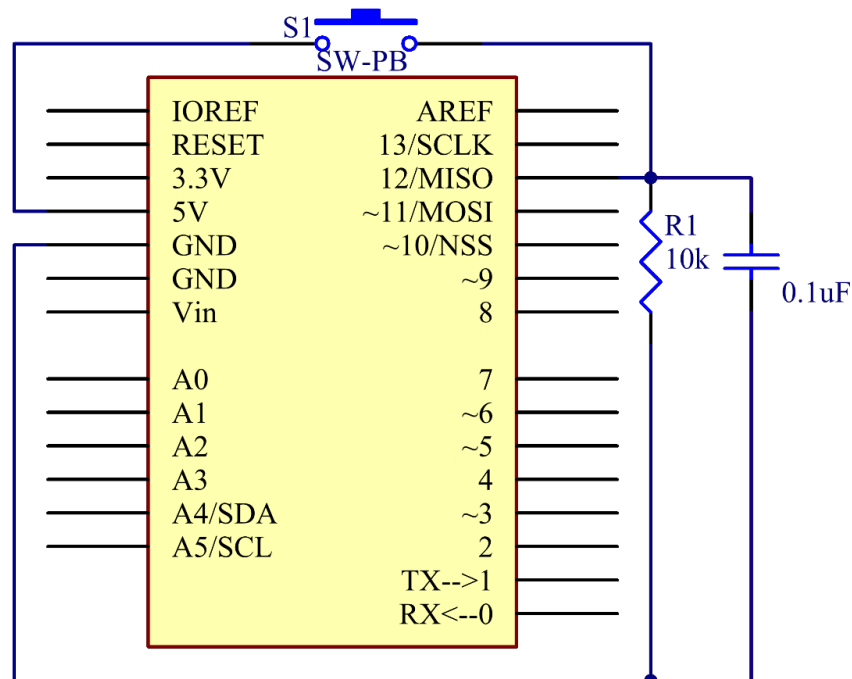 S1
SW-PB
IOREF AREF
RESET 13/SCLK
3.3V 12/MISO
5V ~11/MOSI
GND ~10/NSS
GND ~9
Vin 8
R1
10k
0.1uF
A0 7
A1 ~6
A2 ~5
A3 4
A4/SDA ~3
A5/SCL 2
TX-->1
RX<--0